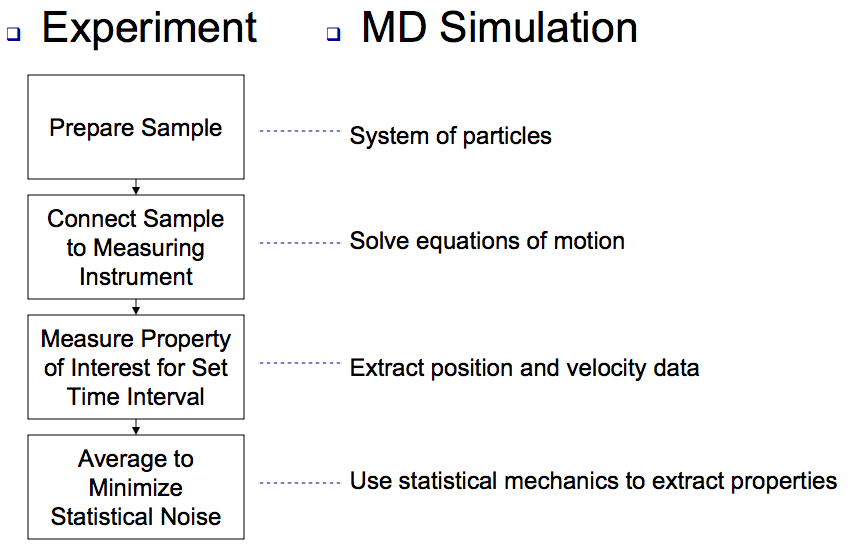 Experiment
MD Simulation
Prepare Sample
System of particles
Connect Sample
to Measuring
Instrument
Solve equations of motion
Measure Property
of Interest for Set
Time Interval
Extract position and velocity data
Average to
Minimize
Statistical Noise
Use statistical mechanics to extract properties